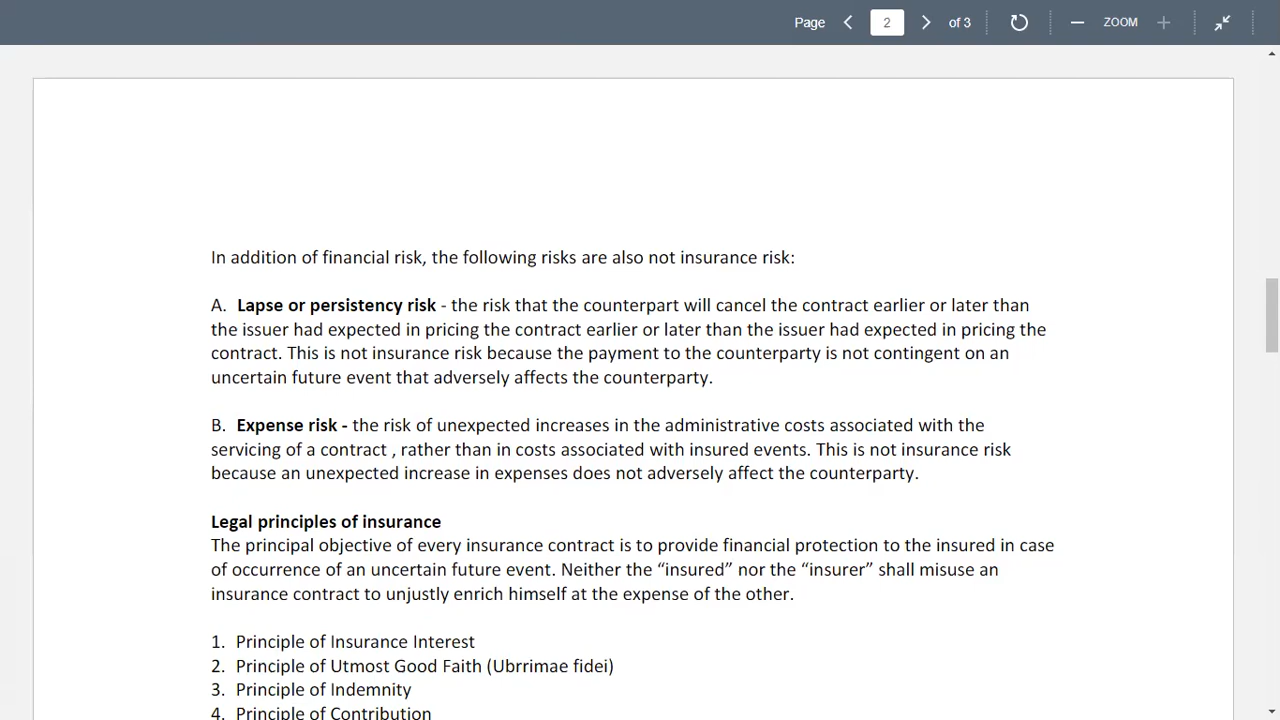 Page 2 of 3 ZOOM
In addition of financial risk, the following risks are also not insurance risk:
A. Lapse or persistency risk - the risk that the counterpart will cancel the contract earlier or later than
the issuer had expected in pricing the contract earlier or later than the issuer had expected in pricing the
contract. This is not insurance risk because the payment to the counterparty is not contingent on an
uncertain future event that adversely affects the counterparty.
B. Expense risk - the risk of unexpected increases in the administrative costs associated with the
servicing of a contract , rather than in costs associated with insured events. This is not insurance risk
because an unexpected increase in expenses does not adversely affect the counterparty.
Legal principles of insurance
The principal objective of every insurance contract is to provide financial protection to the insured in case
of occurrence of an uncertain future event. Neither the “insured” nor the “insurer” shall misuse an
insurance contract to unjustly enrich himself at the expense of the other.
1. Principle of Insurance Interest
2. Principle of Utmost Good Faith (Ubrrimae fidei)
3. Principle of Indemnity
4. Principle of Contribution